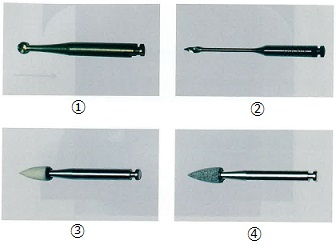 ①
②
③
④